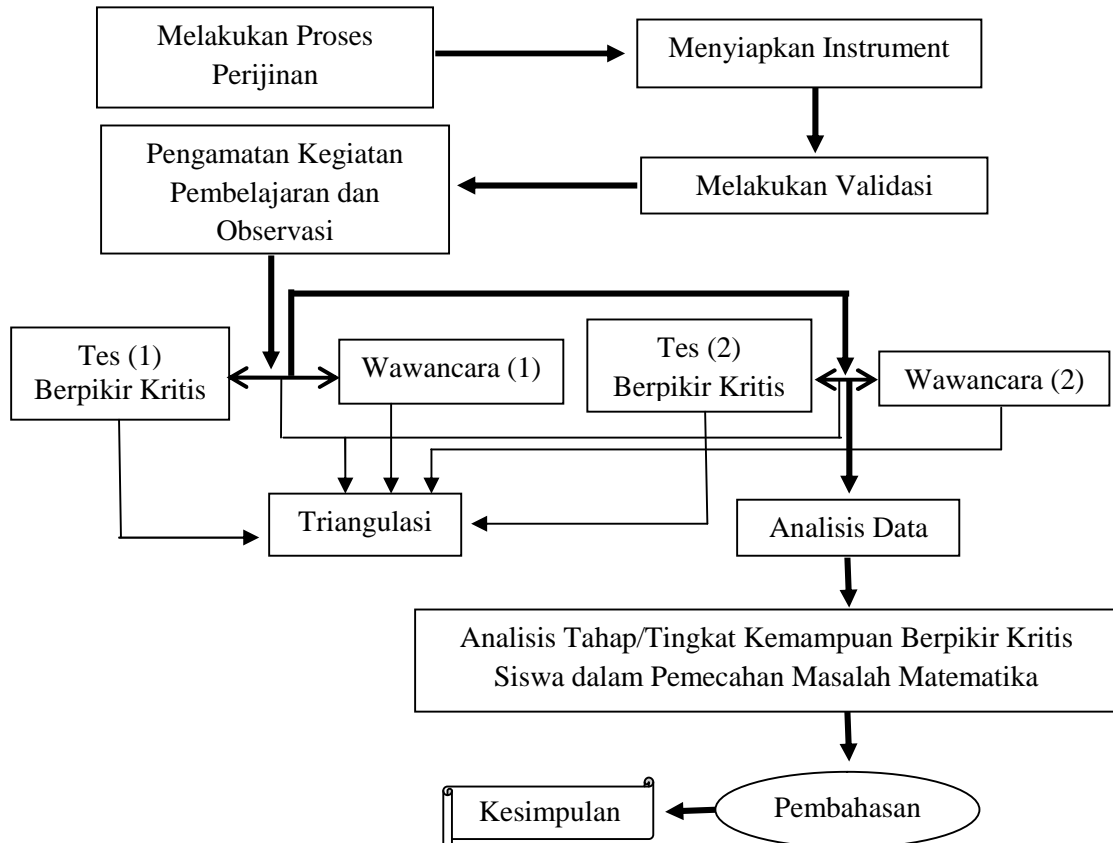 Melakukan Proses
Perijinan
Menyiapkan Instrument
Pengamatan Kegiatan
Pembelajaran dan
Observasi
Melakukan Validasi
Tes (1)
Berpikir Kritis
Wawancara (1)
Tes (2)
Berpikir Kritis
Wawancara (2)
Triangulasi
Analisis Data
Analisis Tahap/Tingkat Kemampuan Berpikir Kritis
Siswa dalam Pemecahan Masalah Matematika
Kesimpulan
Pembahasan